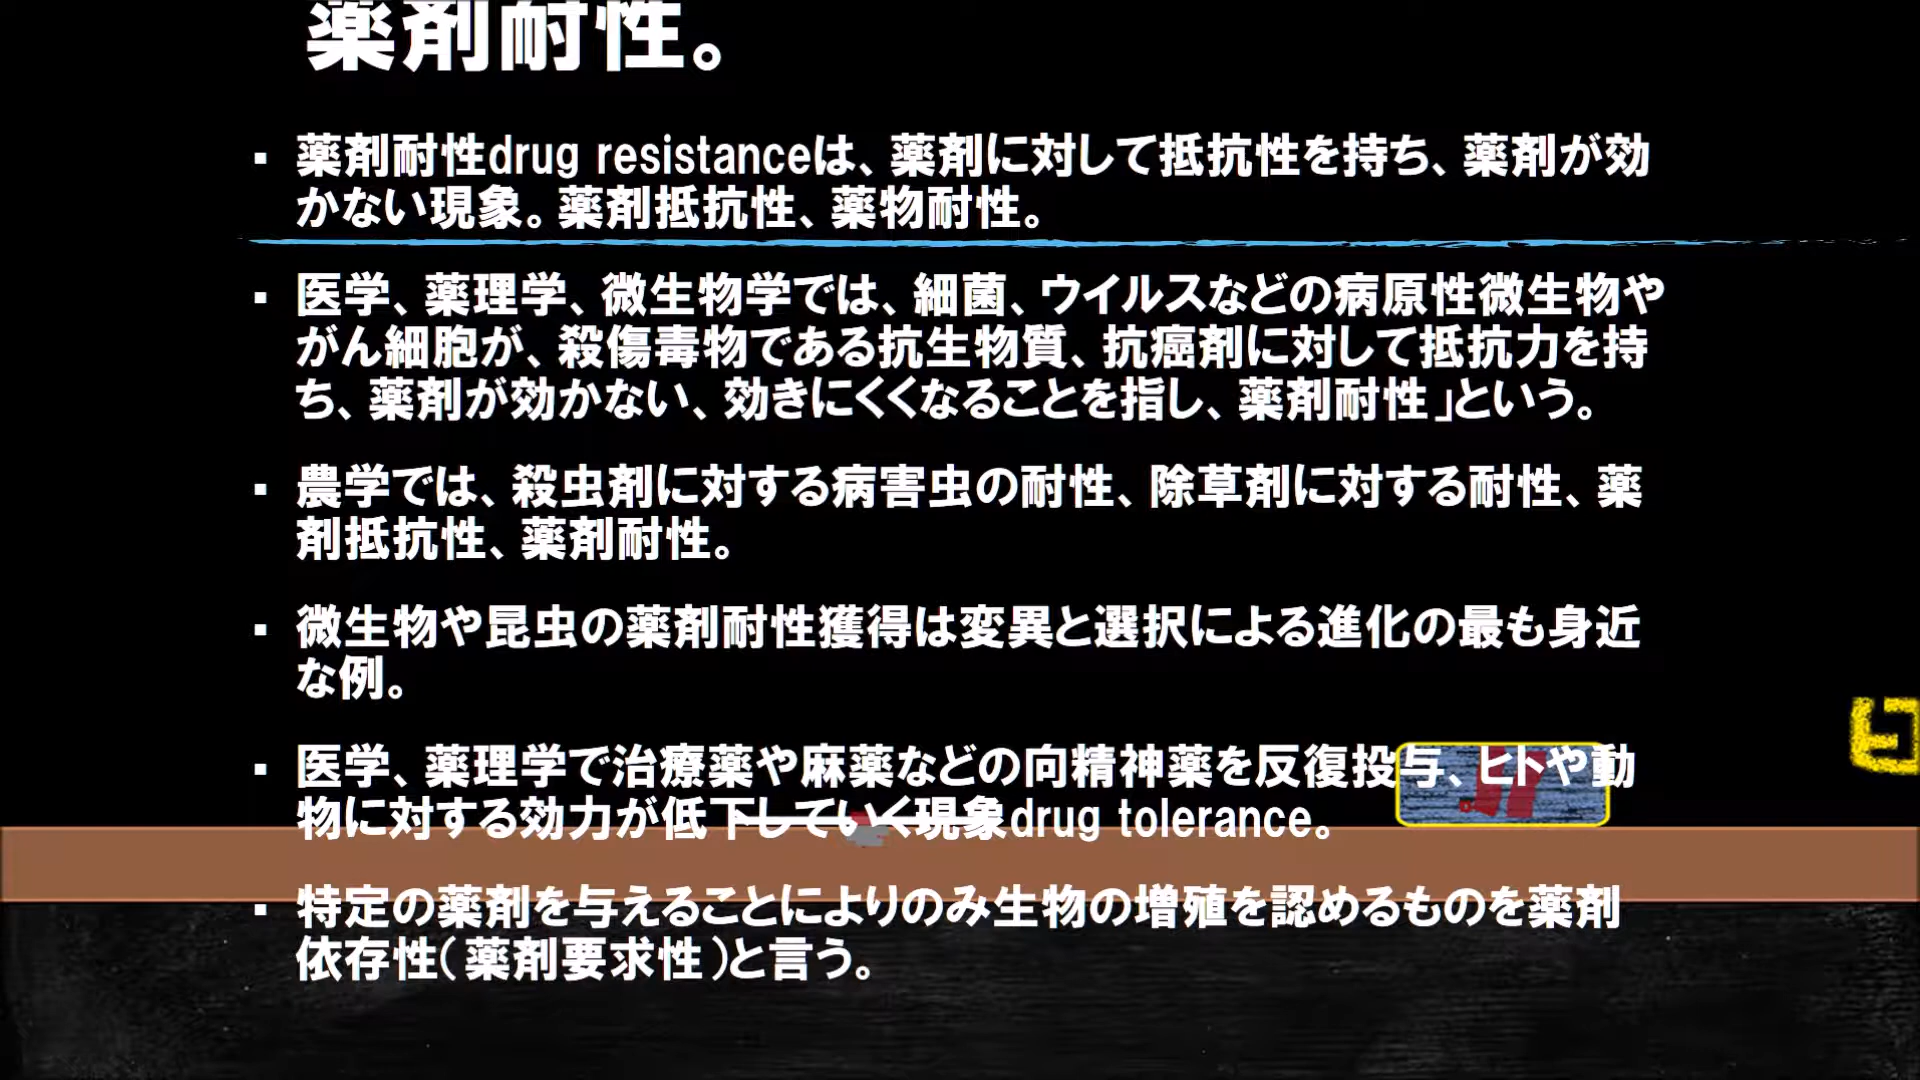 薬剤耐性。
▪ 薬剤耐性drug resistanceは、薬剤に対して抵抗性を持ち、薬剤が効
かない現象。薬剤抵抗性、薬物耐性。
▪ 医学、薬理学、微生物学では、細菌、ウイルスなどの病原性微生物や
がん細胞が、殺傷毒物である抗生物質、抗癌剤に対して抵抗力を持
ち、薬剤が効かない、効きにくくなることを指し、薬剤耐性」という。
▪ 農学では、殺虫剤に対する病害虫の耐性、除草剤に対する耐性、薬
剤抵抗性、薬剤耐性。
▪ 微生物や昆虫の薬剤耐性獲得は変異と選択による進化の最も身近
な例。
▪ 医学、薬理学で治療薬や麻薬などの向精神薬を反復投与、ヒトや動
物に対する効力が低下していく現象drug tolerance。
▪ 特定の薬剤を与えることによりのみ生物の増殖を認めるものを薬剤
依存性（薬剤要求性）と言う。